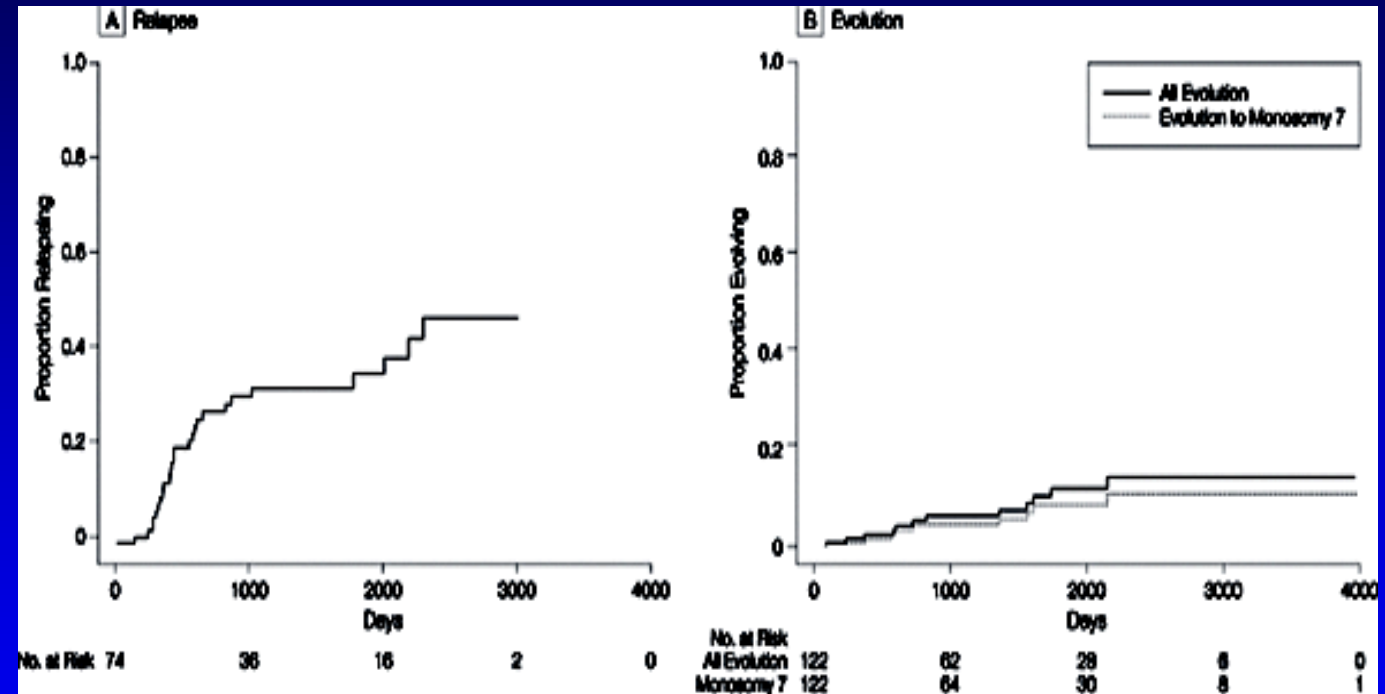 A Relapse
1.0
0.8
0.6
0.4
0.2
0
Proportion Relapsing
0 1000 2000 3000 4000
Days
No. at Risk 74 36 16 2 0
B Evolution
All Evolution
Evolution to Monosomy 7
1.0
0.8
0.6
0.4
0.2
0
Proportion Evolving
0 1000 2000 3000 4000
Days
No. at Risk
All Evolution 122 62 28 6 0
Monosomy 7 122 64 30 8 1